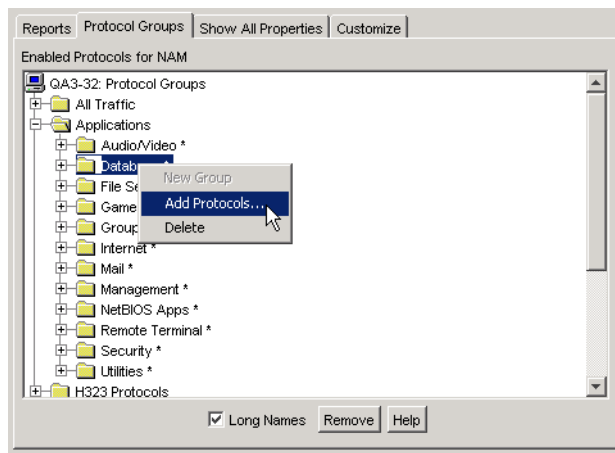 Reports Protocol Groups Show All Properties Customize
Enabled Protocols for NAM
QA3-32: Protocol Groups
All Traffic
Applications
Audio/Video *
New Group
Add Protocols...
Delete
Internet *
Mail *
Management *
NetBIOS Apps *
Remote Terminal *
Security *
Utilities *
H323 Protocols
Long Names Remove Help